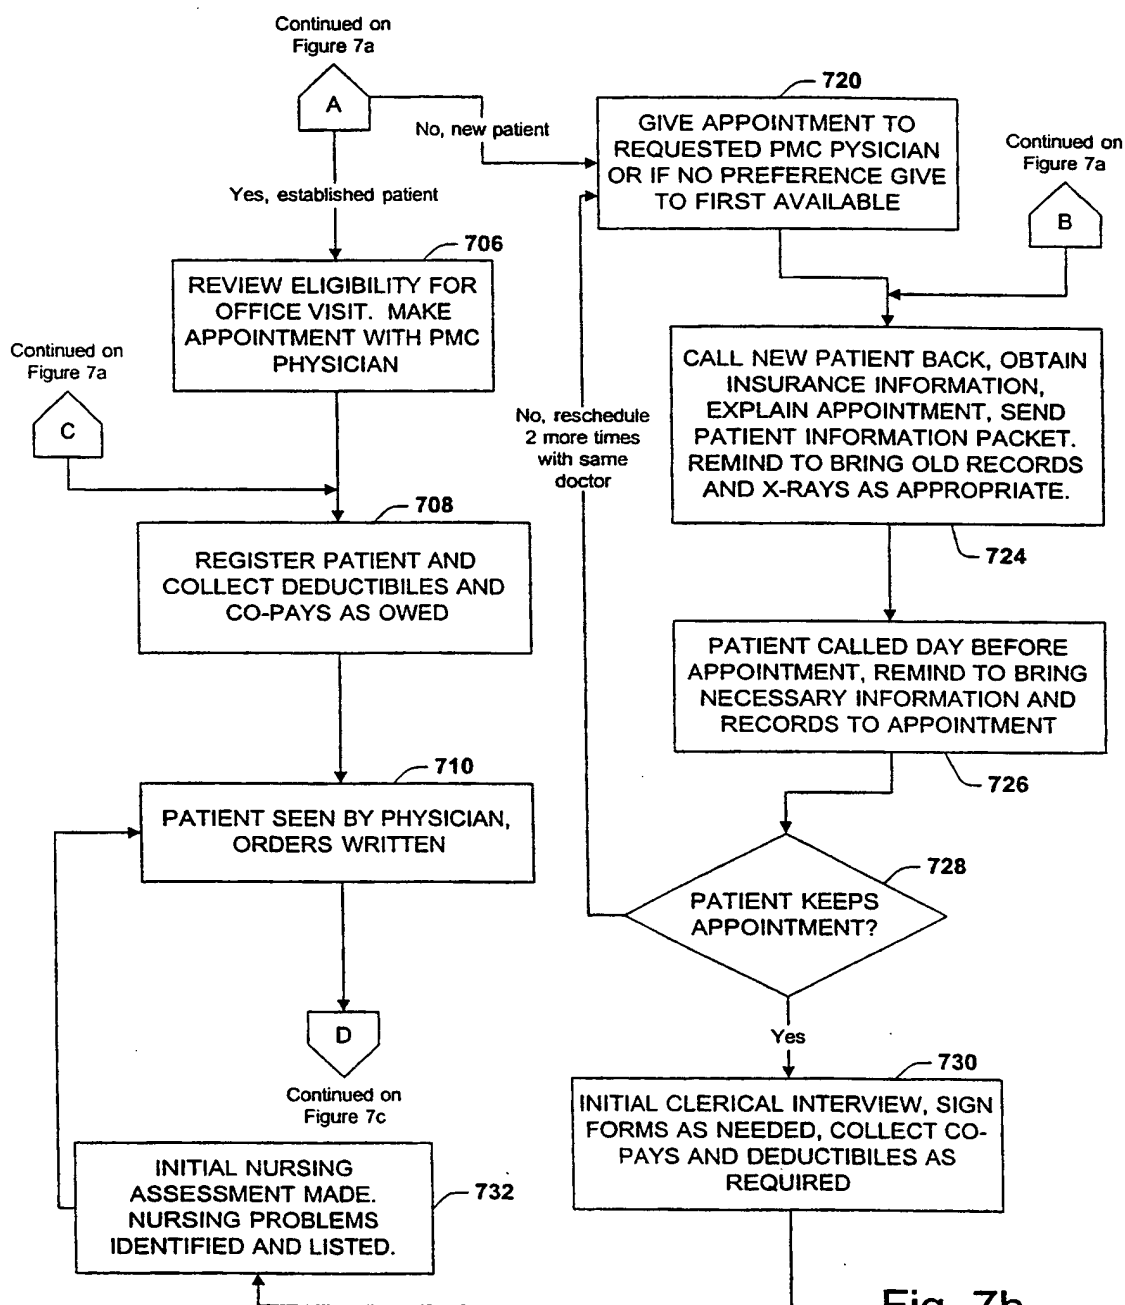 Continued on
Figure 7a
A
No, new patient
Yes, established patient
720
GIVE APPOINTMENT TO
REQUESTED PMC PYSICIAN
OR IF NO PREFERENCE GIVE
TO FIRST AVAILABLE
Continued on
Figure 7a
B
706
REVIEW ELIGIBILITY FOR
OFFICE VISIT. MAKE
APPOINTMENT WITH PMC
PHYSICIAN
Continued on
Figure 7a
C
No, reschedule
2 more times
with same
doctor
CALL NEW PATIENT BACK, OBTAIN
INSURANCE INFORMATION,
EXPLAIN APPOINTMENT, SEND
PATIENT INFORMATION PACKET.
REMIND TO BRING OLD RECORDS
AND X-RAYS AS APPROPRIATE.
724
708
REGISTER PATIENT AND
COLLECT DEDUCTIBILES AND
CO-PAYS AS OWED
PATIENT CALLED DAY BEFORE
APPOINTMENT, REMIND TO BRING
NECESSARY INFORMATION AND
RECORDS TO APPOINTMENT
726
710
PATIENT SEEN BY PHYSICIAN,
ORDERS WRITTEN
728
PATIENT KEEPS
APPOINTMENT?
D
Continued on
Figure 7c
Yes
730
INITIAL CLERICAL INTERVIEW, SIGN
FORMS AS NEEDED, COLLECT CO-
PAYS AND DEDUCTIBILES AS
REQUIRED
INITIAL NURSING
ASSESSMENT MADE.
NURSING PROBLEMS
IDENTIFIED AND LISTED.
732
Fig. 7b